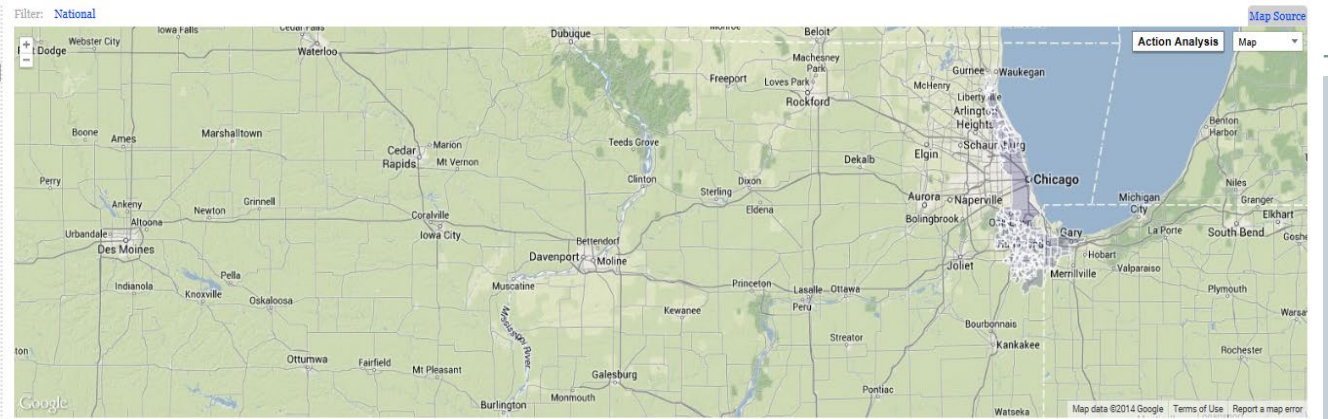 Filter: National
Map Source
Action Analysis
Map
+
−
Webster City
Iowa Falls
Cedar Falls
Dodge
Waterloo
Dubuque
Monroe
Beloit
Machesney
Park
Freeport
Loves Park
Rockford
McHenry
Gurnee
Waukegan
Arlington
Heights
Elgin
Benton
Harbor
Boone
Ames
Marshalltown
Cedar
Rapids
Marion
Mt Vernon
Teeds Grove
Dekalb
Perry
Clinton
Sterling
Dixon
Chicago
Niles
Ankeny
Newton
Grinnell
Eldena
Aurora
Naperville
Michigan
City
Granger
Altoona
Coralville
Bolingbrook
Elkhart
Urbandale
Des Moines
Iowa City
Bettendorf
Davenport
Moline
Gary
La Porte
South Bend
Joliet
Hobart
Merrillville
Valparaiso
Pella
Indianola
Knoxville
Oskaloosa
Muscatine
Princeton
Lasalle
Ottawa
Peru
Plymouth
Mississippi River
Kewanee
Bourbonnais
Streator
Kankakee
Rochester
Ottumwa
Fairfield
Mt Pleasant
Galesburg
Pontiac
Burlington
Monmouth
Watseka
Google
Map data ©2014 Google
Terms of Use
Report a map error